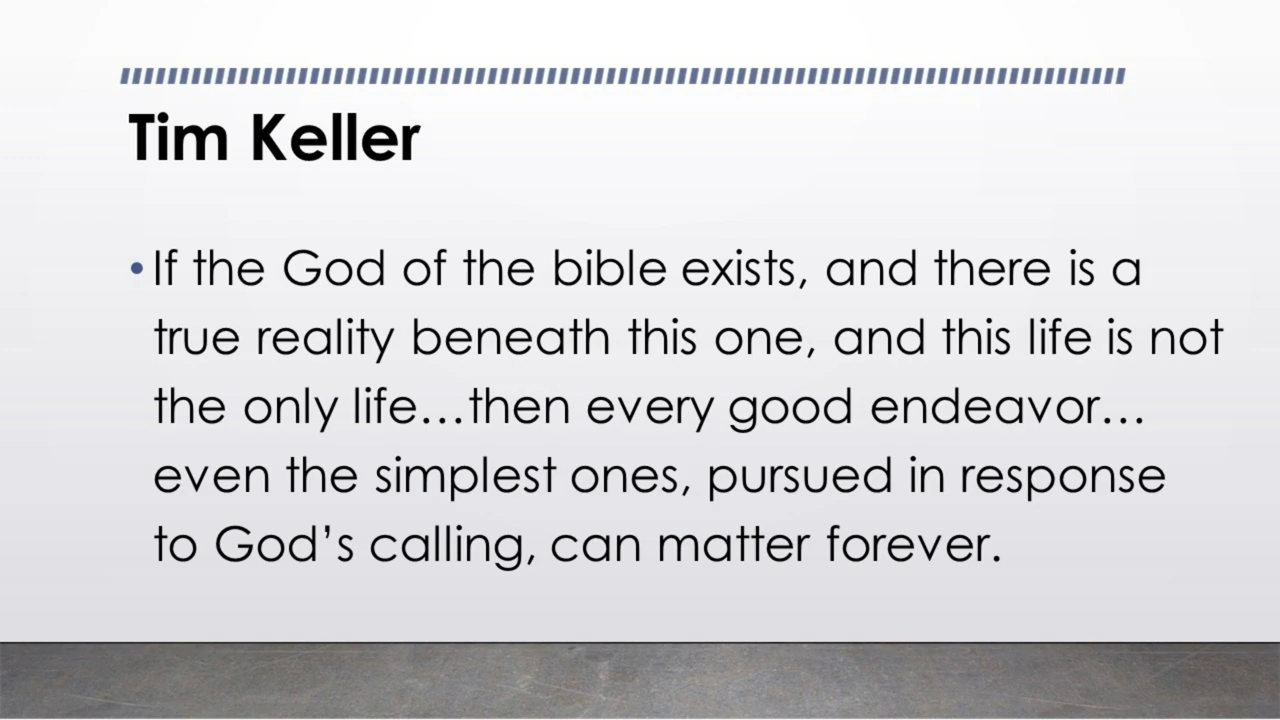 Tim Keller
• If the God of the bible exists, and there is a
true reality beneath this one, and this life is not
the only life…then every good endeavor…
even the simplest ones, pursued in response
to God’s calling, can matter forever.